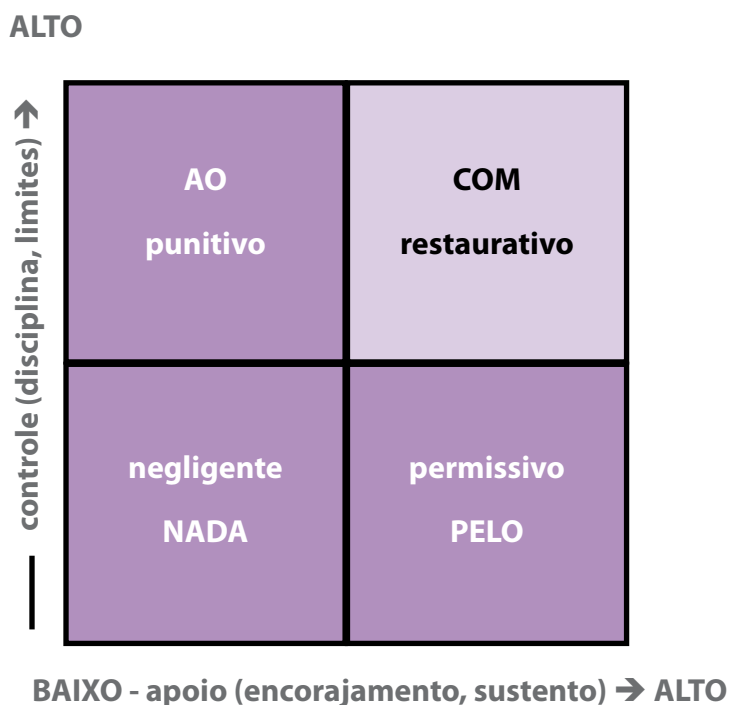 ALTO
controle (disciplina, limites) →
AO
punitivo
COM
restaurativo
negligente
NADA
permissivo
PELO
BAIXO - apoio (encorajamento, sustento) → ALTO